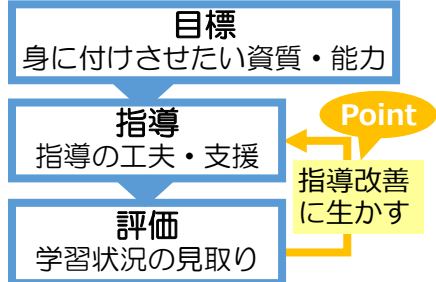 目標
身に付けさせたい資質・能力
指導
指導の工夫・支援
Point
指導改善
に生かす
評価
学習状況の見取り